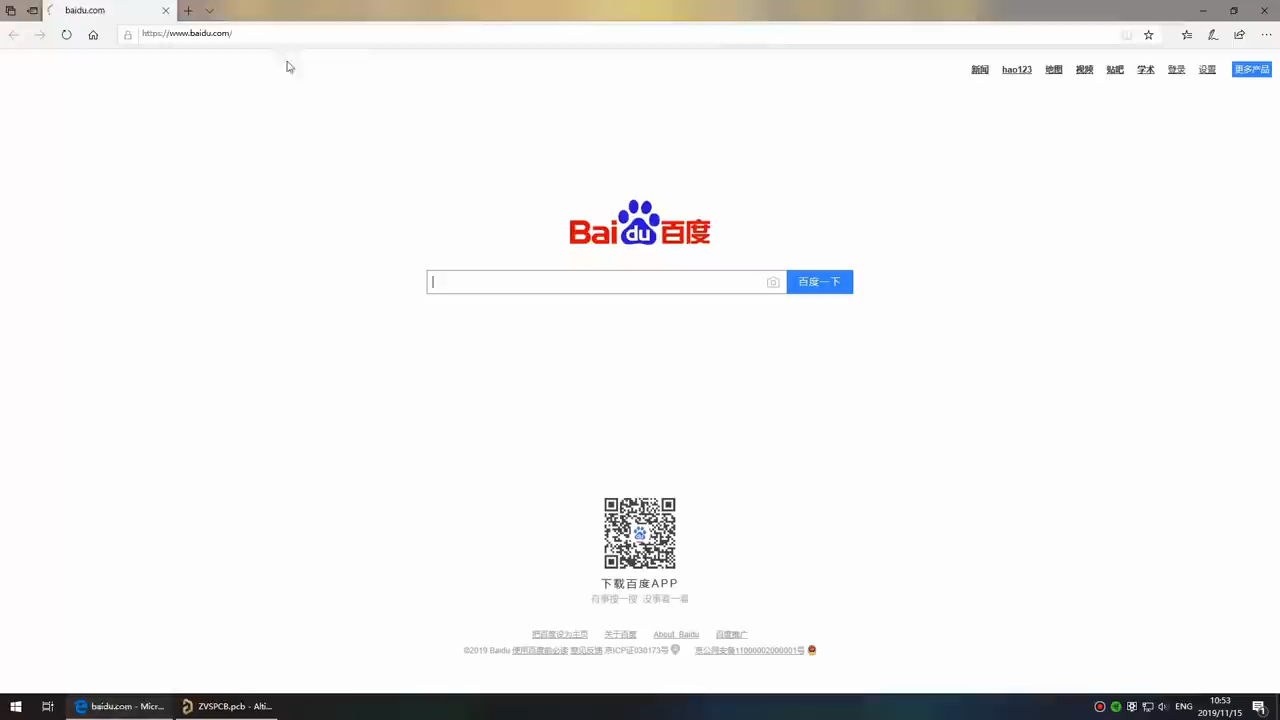 baidu.com
https://www.baidu.com/
新闻 hao123 地图 视频 贴吧 学术 登录 设置 更多产品
Baidu百度
百度一下
下载百度APP
有事搜一搜 没事看一看
把百度设为主页 关于百度 About Baidu 百度推广
©2019 Baidu 使用百度前必读 意见反馈 京ICP证030173号 京公网安备11000002000001号
baidu.com - Micr...
ZVSPCB.pcb - Alti...
ENG
10:53
2019/11/15
1